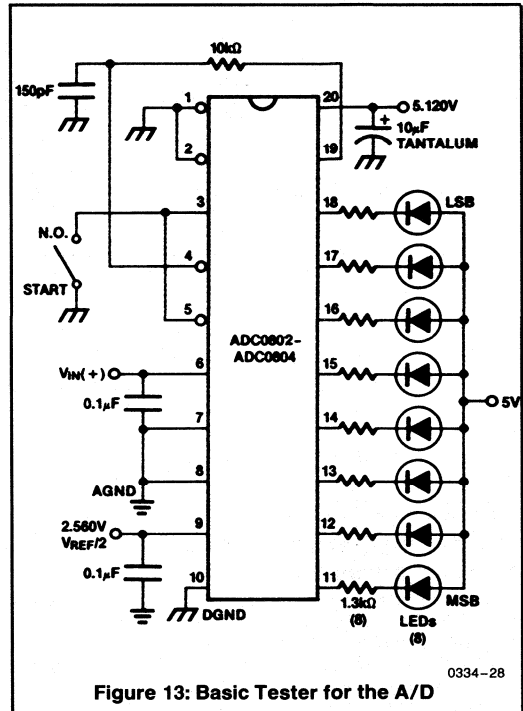 10kΩ
150pF
1
20
5.120V
+
10μF
TANTALUM
2
19
3
18
LSB
N.O.
4
17
START
5
16
ADC0802-
ADC0804
VIN(+)
6
15
0.1μF
5V
7
14
8
13
AGND
2.560V
VREF/2
9
12
0.1μF
10
11
DGND
1.3kΩ
(8)
MSB
LEDs
(8)
0334-28
Figure 13: Basic Tester for the A/D